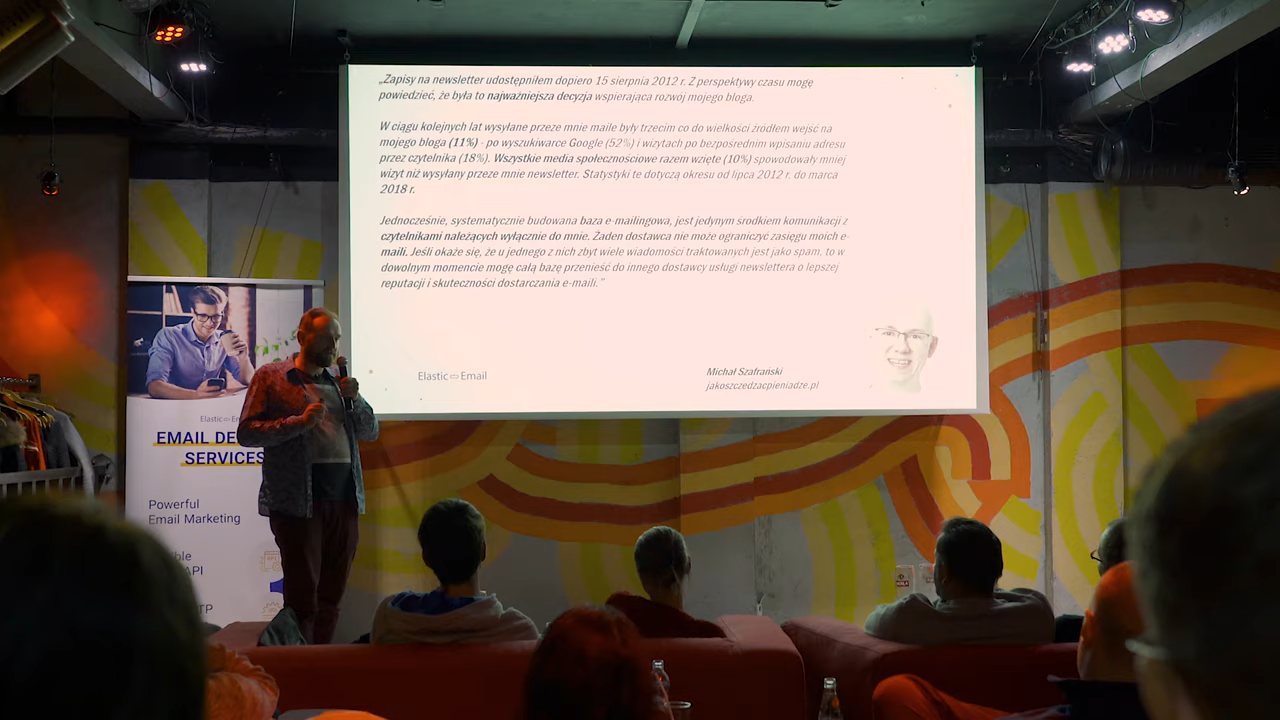 „Zapisy na newsletter udostępniłem dopiero 15 sierpnia 2012 r. Z perspektywy czasu mogę
powiedzieć, że była to najważniejsza decyzja wspierająca rozwój mojego bloga.
W ciągu kolejnych lat wysyłane przeze mnie maile były trzecim co do wielkości źródłem wejść na
mojego bloga (11%) - po wyszukiwarce Google (52%) i wizytach po bezpośrednim wpisaniu adresu
przez czytelnika (18%). Wszystkie media społecznościowe razem wzięte (10%) spowodowały mniej
wizyt niż wysyłany przeze mnie newsletter. Statystyki te dotyczą okresu od lipca 2012 r. do marca
2018 r.
Jednocześnie, systematycznie budowana baza e-mailingowa, jest jedynym środkiem komunikacji z
czytelnikami należących wyłącznie do mnie. Żaden dostawca nie może ograniczyć zasięgu moich e-
maili. Jeśli okaże się, że u jednego z nich zbyt wiele wiadomości traktowanych jest jako spam, to w
dowolnym momencie mogę całą bazę przenieść do innego dostawcy usługi newslettera o lepszej
reputacji i skuteczności dostarczania e-maili.”
Elastic Email
Michał Szafrański
jakoszczedzacpieniadze.pl
Elastic Em
EMAIL DE
SERVICES
Powerful
Email Marketing
ible
API
TP